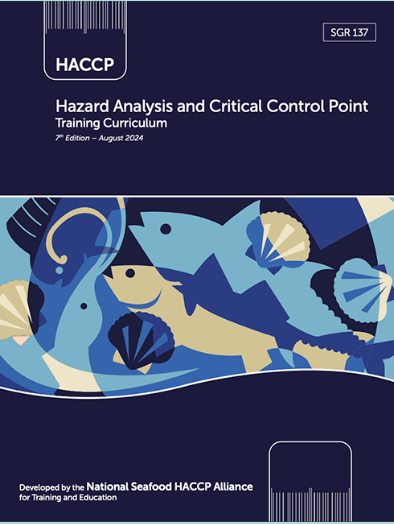 SGR 137
HACCP
Hazard Analysis and Critical Control Point
Training Curriculum
7th Edition – August 2024
Developed by the National Seafood HACCP Alliance
for Training and Education